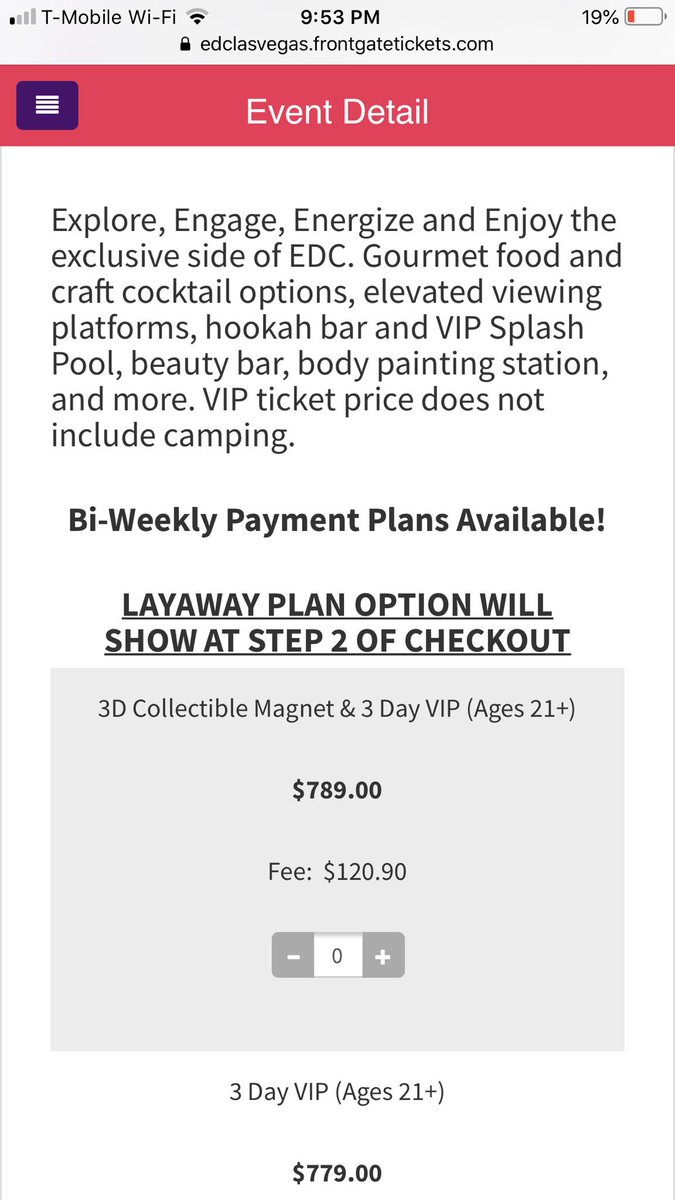 T-Mobile Wi-Fi 9:53 PM 19%
edclasvegas.frontgatetickets.com
Event Detail
Explore, Engage, Energize and Enjoy the
exclusive side of EDC. Gourmet food and
craft cocktail options, elevated viewing
platforms, hookah bar and VIP Splash
Pool, beauty bar, body painting station,
and more. VIP ticket price does not
include camping.
Bi-Weekly Payment Plans Available!
LAYAWAY PLAN OPTION WILL
SHOW AT STEP 2 OF CHECKOUT
3D Collectible Magnet & 3 Day VIP (Ages 21+)
$789.00
Fee: $120.90
- 0 +
3 Day VIP (Ages 21+)
$779.00